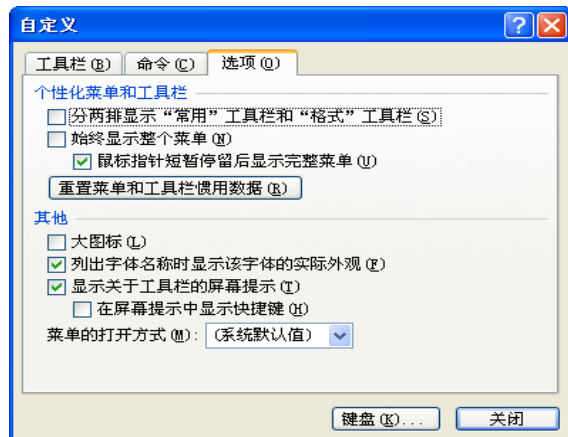 自定义
工具栏(B) 命令(C) 选项(O)
个性化菜单和工具栏
分两排显示“常用”工具栏和“格式”工具栏(S)
始终显示整个菜单(N)
鼠标指针短暂停留后显示完整菜单(U)
重置菜单和工具栏惯用数据(R)
其他
大图标(L)
列出字体名称时显示该字体的实际外观(F)
显示关于工具栏的屏幕提示(T)
在屏幕提示中显示快捷键(H)
菜单的打开方式(M): (系统默认值)
键盘(K)... 关闭